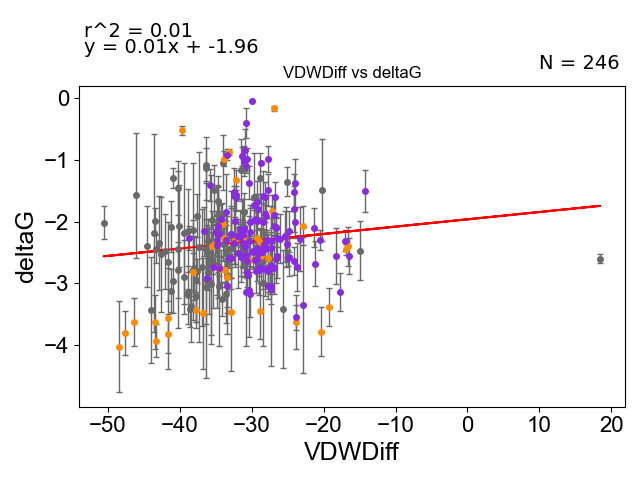 r^2 = 0.01
y = 0.01x + -1.96
N = 246
VDWDiff vs deltaG
0
−1
−2
−3
−4
deltaG
−50
−40
−30
−20
−10
0
10
20
VDWDiff